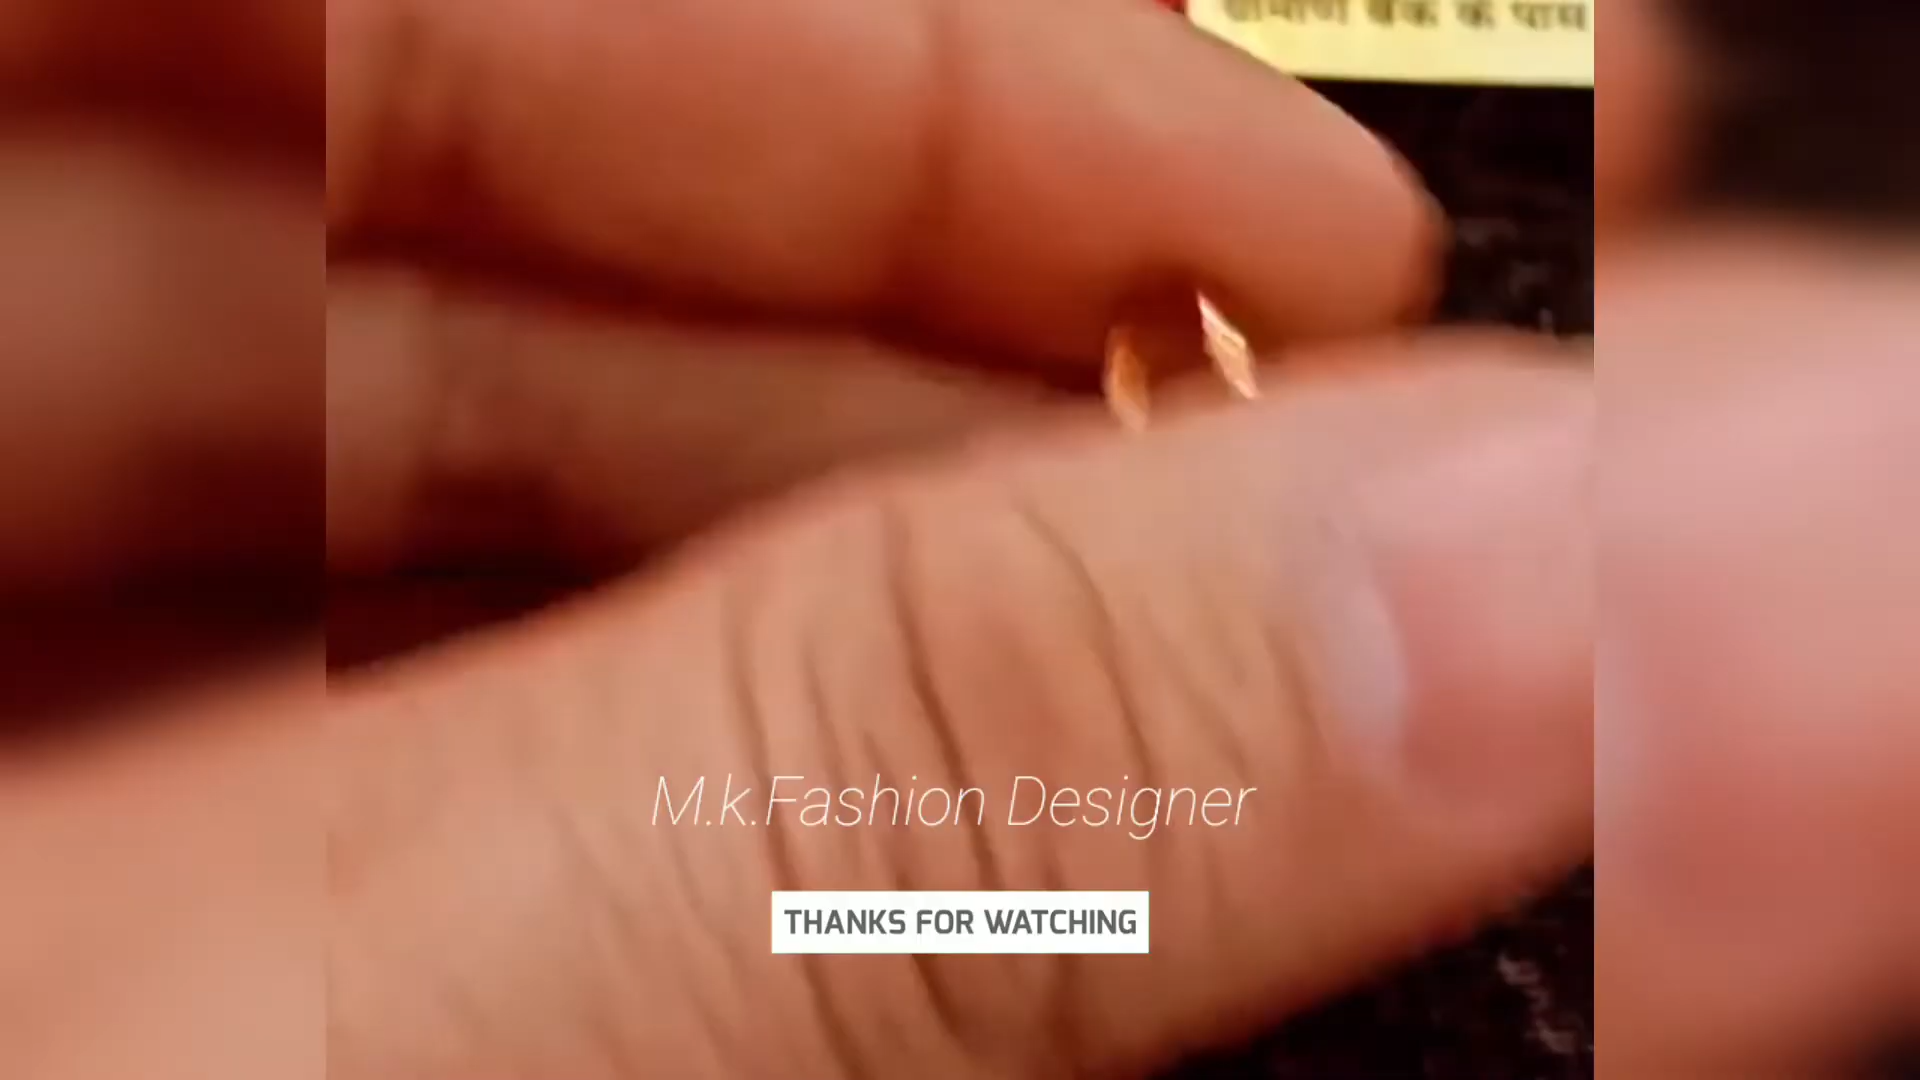 ग्रामीण बैंक के पास
M.k.Fashion Designer
THANKS FOR WATCHING